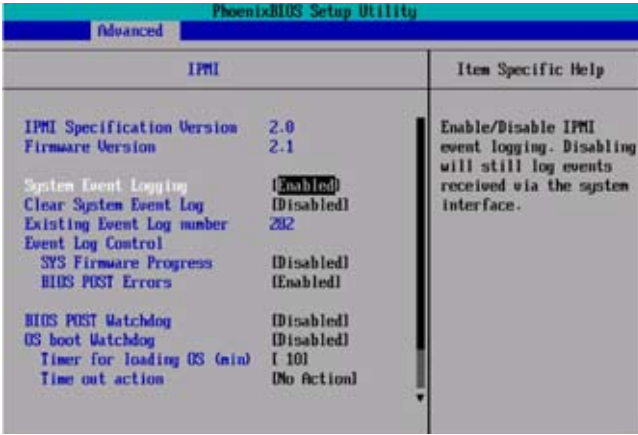 PhoenixBIOS Setup Utility
Advanced
IPMI
Item Specific Help
IPMI Specification Version 2.0
Firmware Version 2.1
System Event Logging [Enabled]
Clear System Event Log [Disabled]
Existing Event Log number 282
Event Log Control
SYS Firmware Progress [Disabled]
BIOS POST Errors [Enabled]
BIOS POST Watchdog [Disabled]
OS boot Watchdog [Disabled]
Timer for loading OS (min) [ 10]
Time out action [No Action]
Enable/Disable IPMI
event logging. Disabling
will still log events
received via the system
interface.